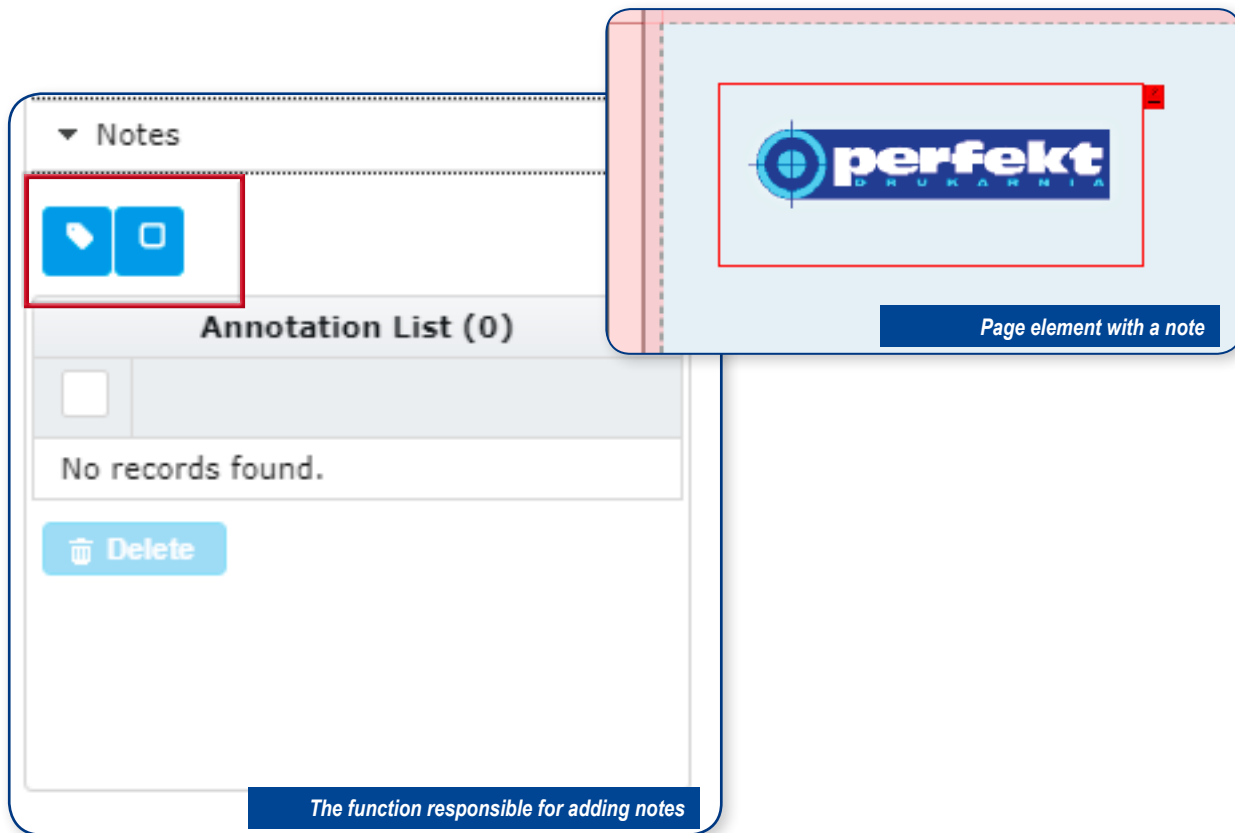 Notes
Annotation List (0)
No records found.
Delete
The function responsible for adding notes
perfekt
DRUKARNIA
Page element with a note